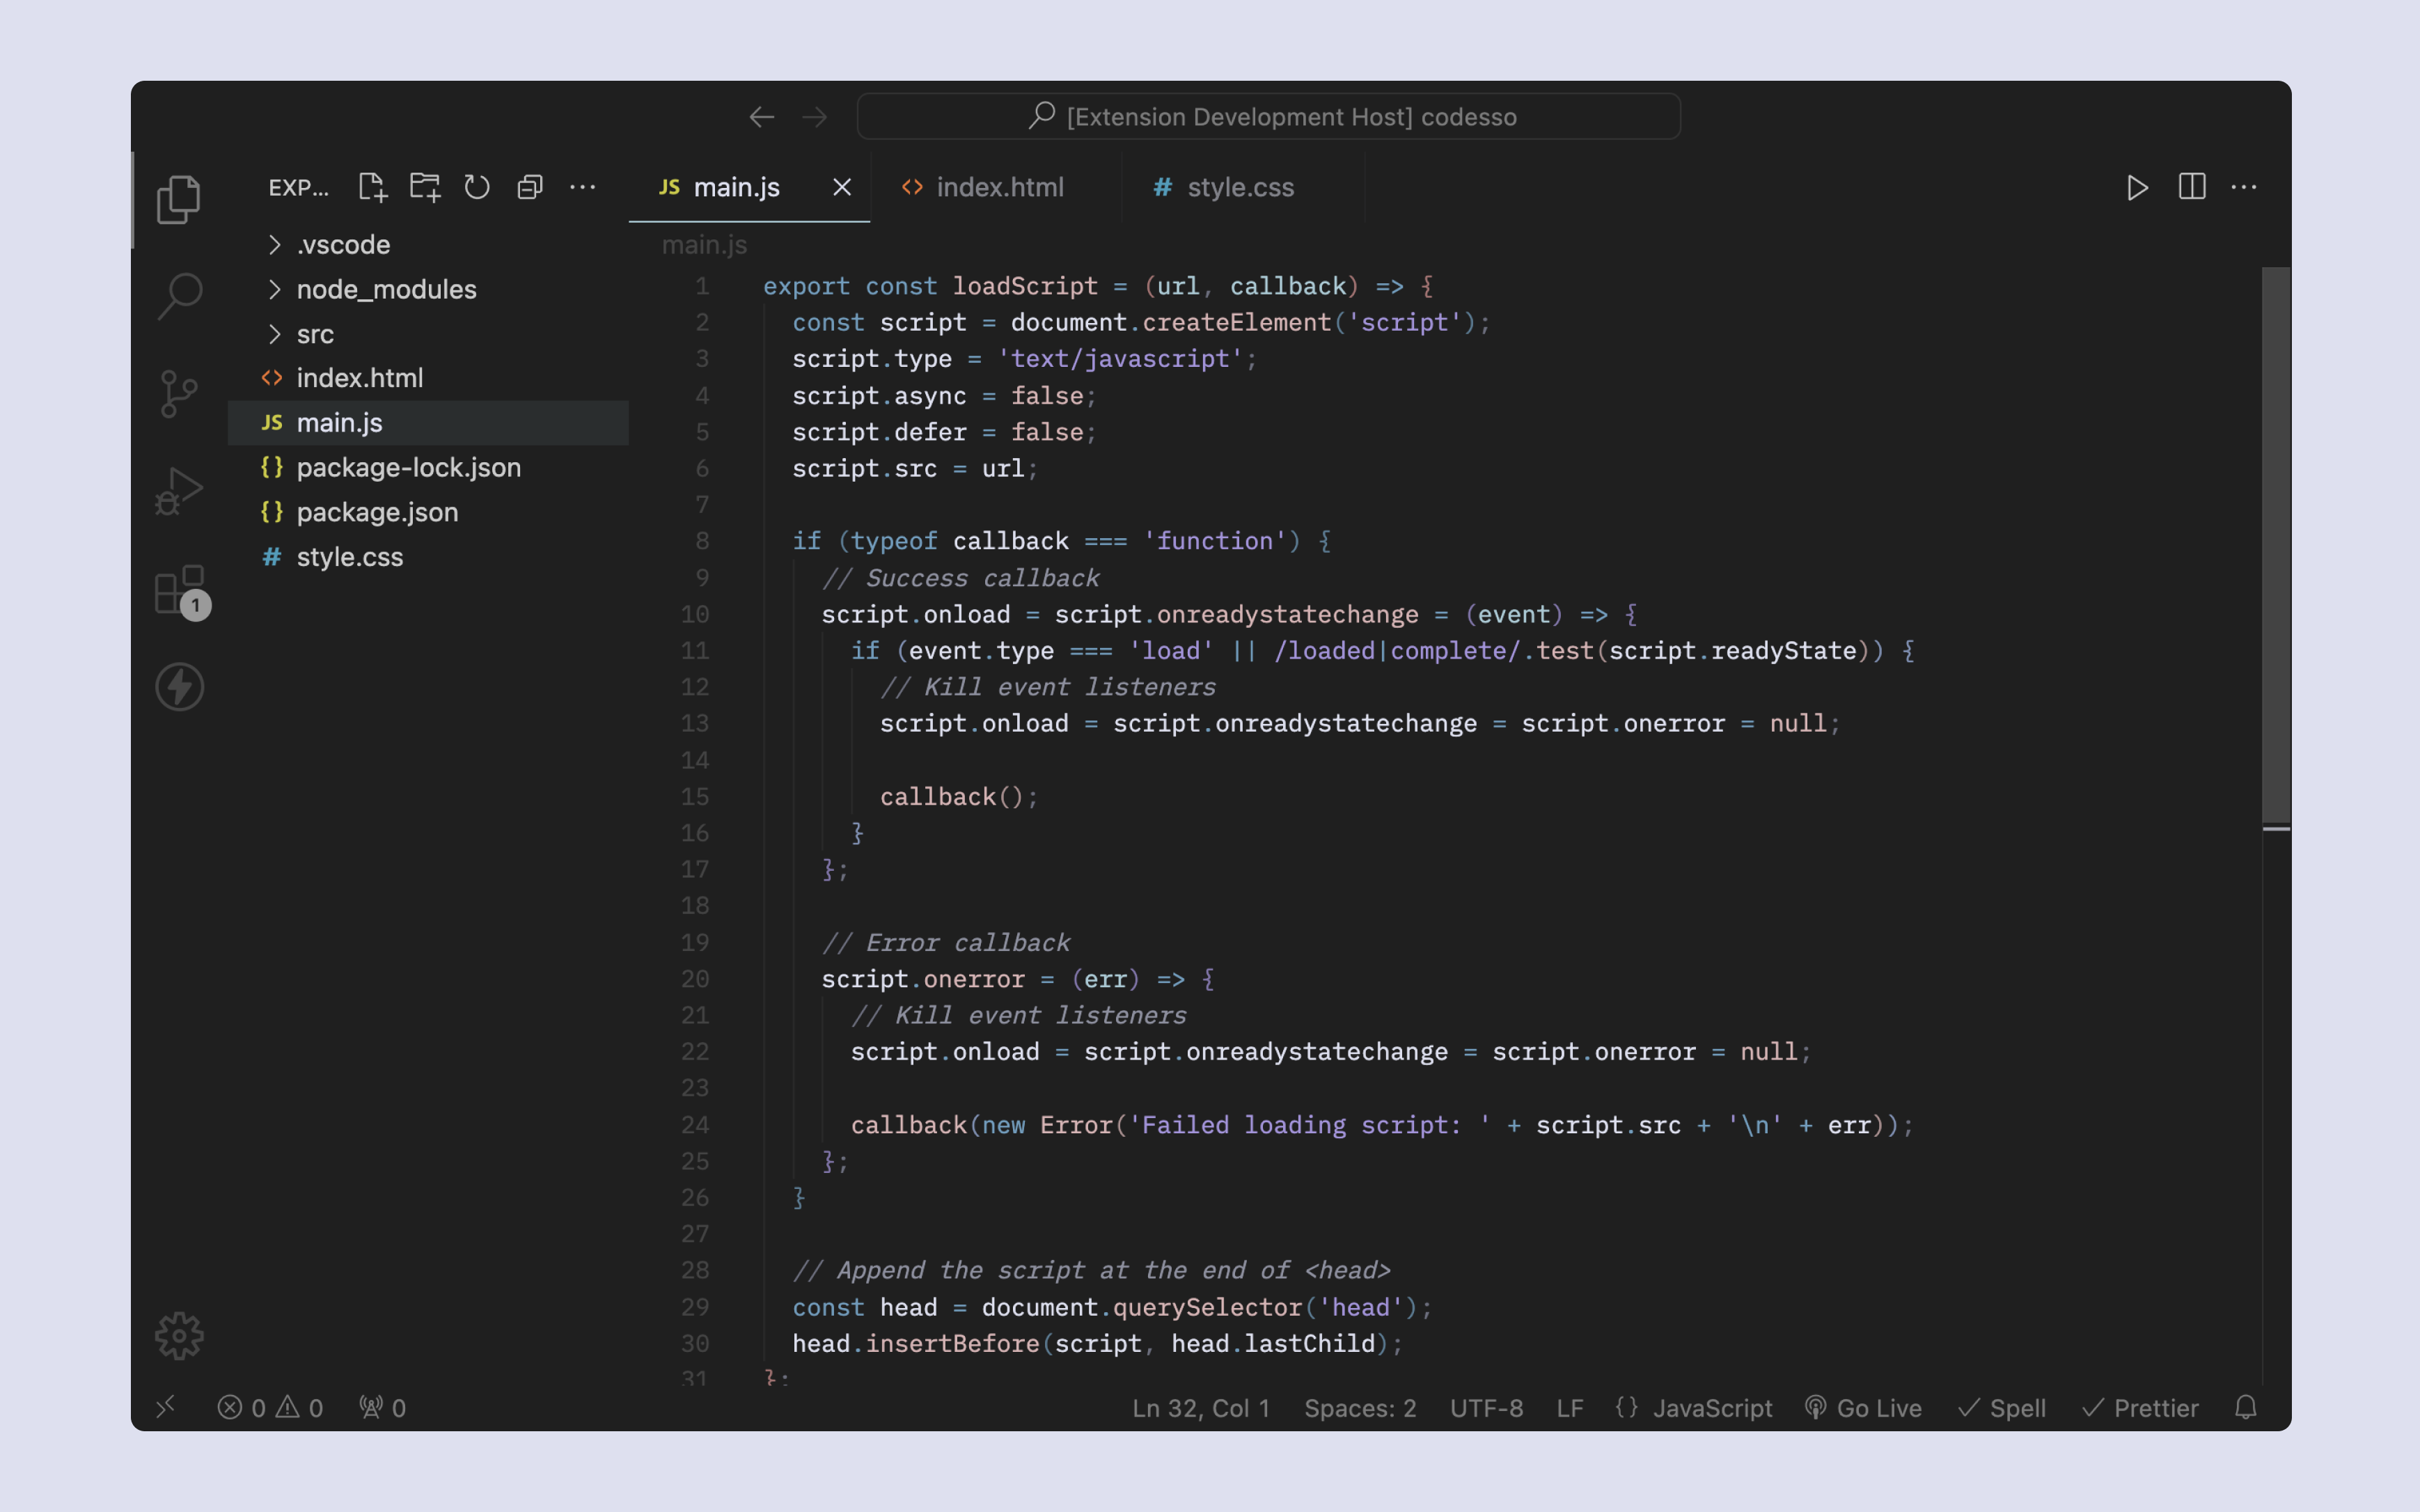 [Extension Development Host] codesso
EXP...
main.js
index.html
style.css
.vscode
node_modules
src
index.html
JS main.js
{} package-lock.json
{} package.json
# style.css
1
main.js
1 export const loadScript = (url, callback) => {
2 const script = document.createElement('script');
3 script.type = 'text/javascript';
4 script.async = false;
5 script.defer = false;
6 script.src = url;
7
8 if (typeof callback === 'function') {
9 // Success callback
10 script.onload = script.onreadystatechange = (event) => {
11 if (event.type === 'load' || /loaded|complete/.test(script.readyState)) {
12 // Kill event listeners
13 script.onload = script.onreadystatechange = script.onerror = null;
14
15 callback();
16 }
17 };
18
19 // Error callback
20 script.onerror = (err) => {
21 // Kill event listeners
22 script.onload = script.onreadystatechange = script.onerror = null;
23
24 callback(new Error('Failed loading script: ' + script.src + '\n' + err));
25 };
26 }
27
28 // Append the script at the end of <head>
29 const head = document.querySelector('head');
30 head.insertBefore(script, head.lastChild);
31 };
0 0 0 Ln 32, Col 1 Spaces: 2 UTF-8 LF {} JavaScript Go Live Spell Prettier